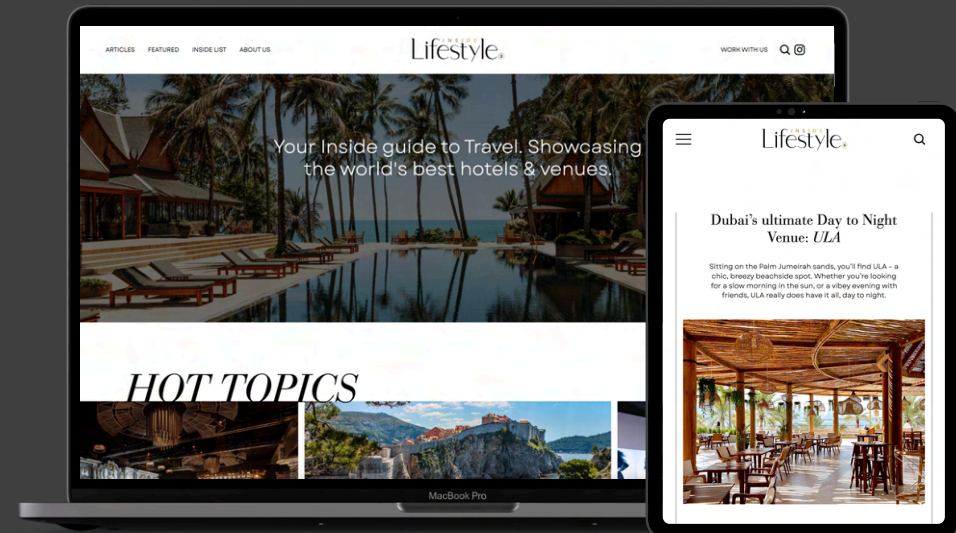 ARTICLES FEATURED INSIDE LIST ABOUT US
INSIDE
Lifestyle.
WORK WITH US
Your Inside guide to Travel. Showcasing
the world's best hotels & venues.
HOT TOPICS
MacBook Pro
INSIDE
Lifestyle.
Dubai’s ultimate Day to Night
Venue: ULA
Sitting on the Palm Jumeirah sands, you’ll find ULA – a
chic, breezy beachside spot. Whether you’re looking
for a slow morning in the sun, or a vibey evening with
friends, ULA really does have it all, day to night.